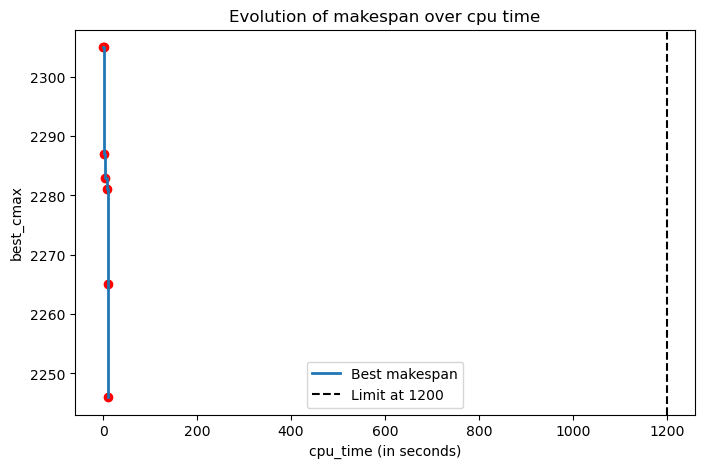 Evolution of makespan over cpu time
best_cmax
2300
2290
2280
2270
2260
2250
Best makespan
Limit at 1200
0
200
400
600
800
1000
1200
cpu_time (in seconds)